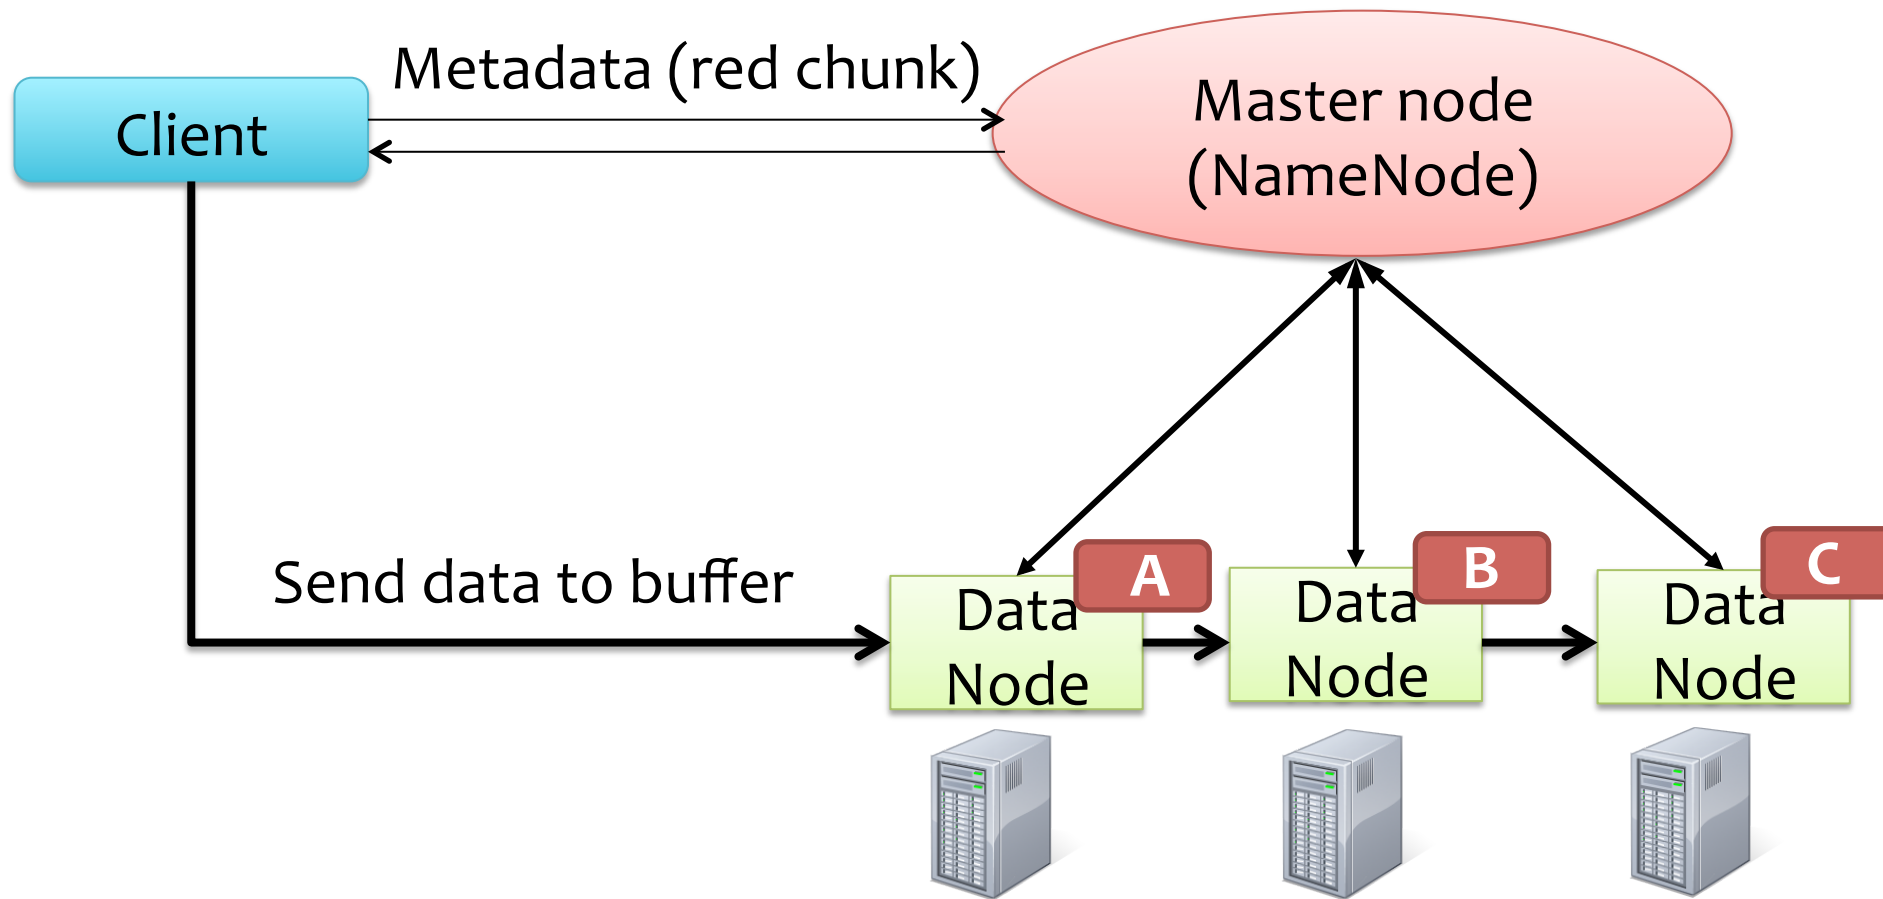 Metadata (red chunk)
Client
Master node
(NameNode)
Send data to buffer
A
Data
Node
B
Data
Node
C
Data
Node